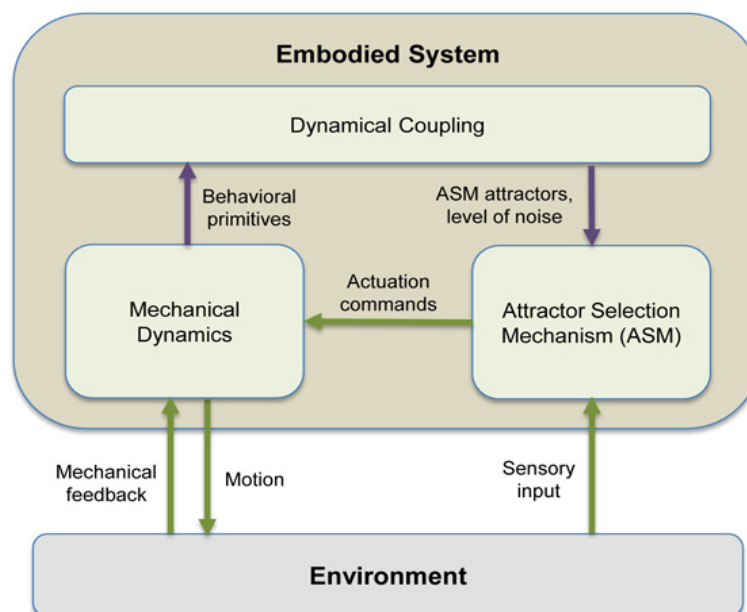 Embodied System
Dynamical Coupling
Behavioral
primitives
ASM attractors,
level of noise
Mechanical
Dynamics
Actuation
commands
Attractor Selection
Mechanism (ASM)
Mechanical
feedback
Motion
Sensory
input
Environment